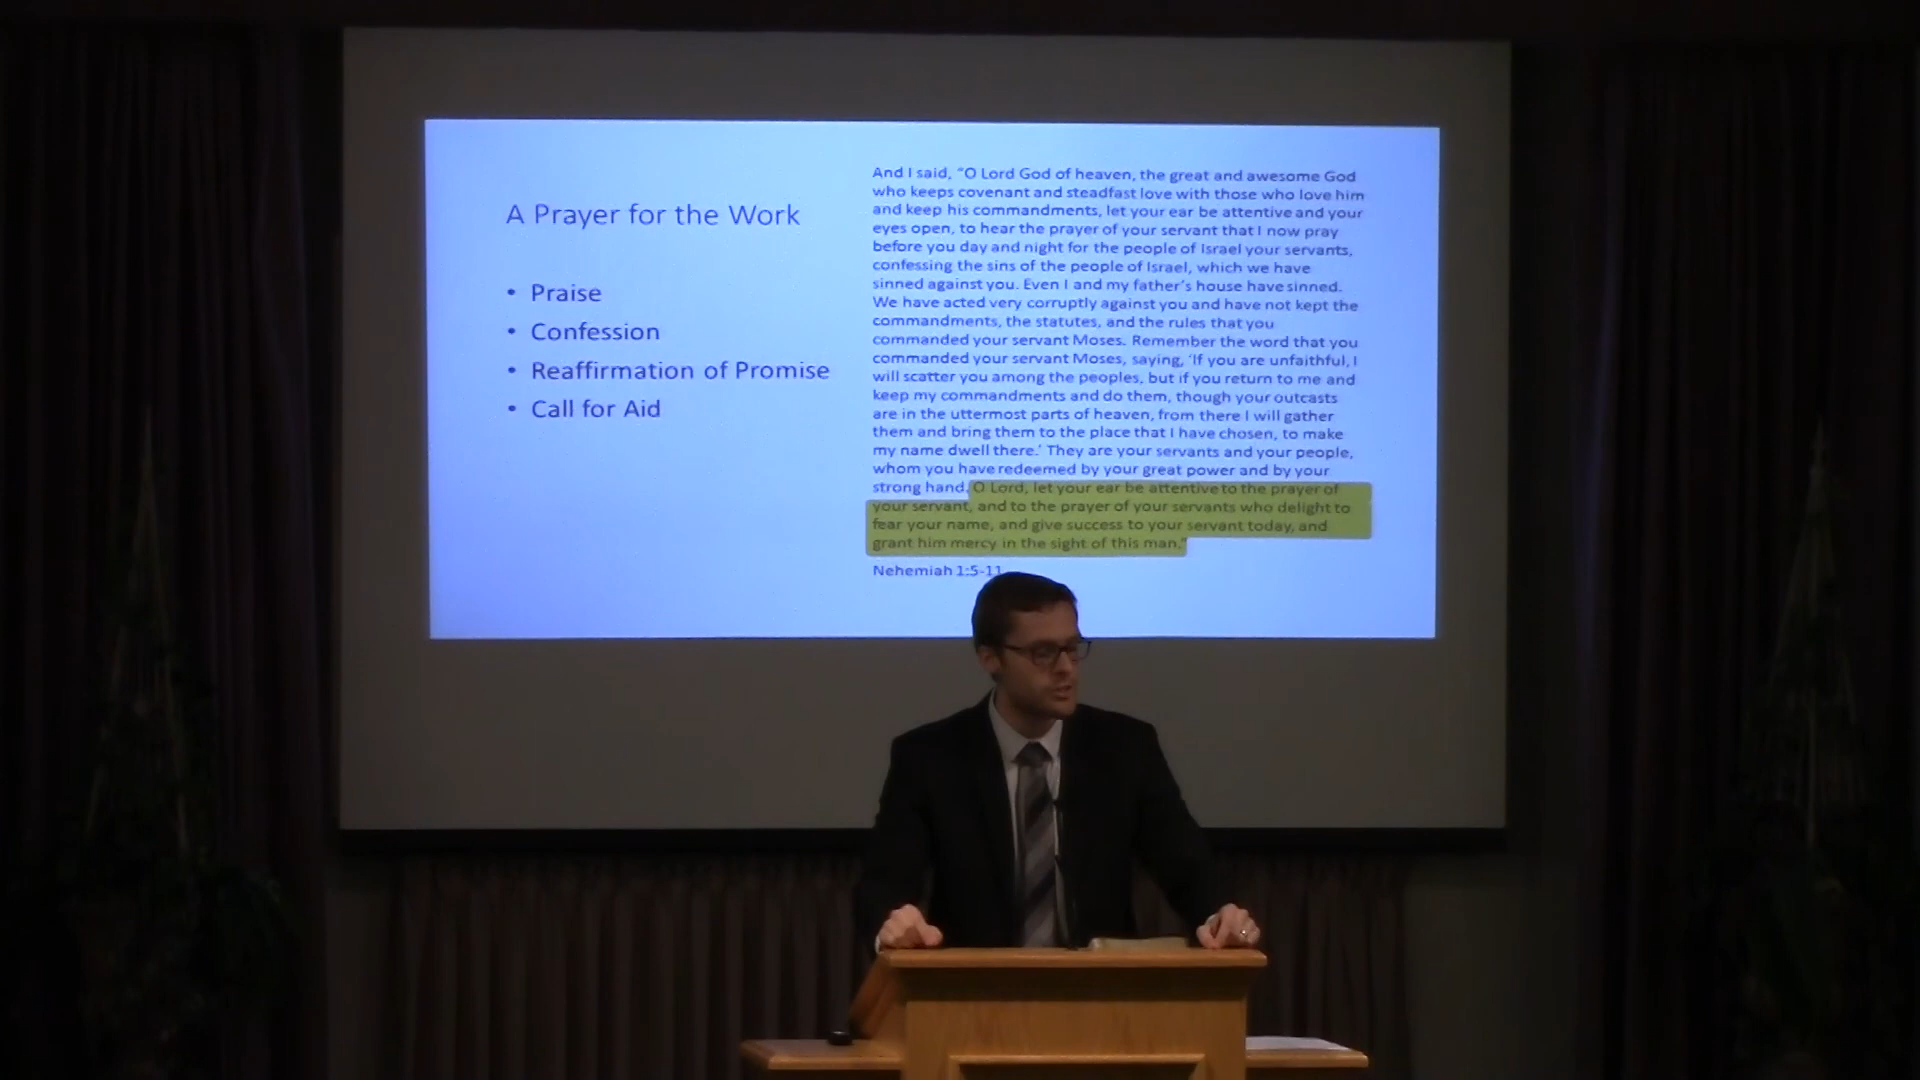 A Prayer for the Work
• Praise
• Confession
• Reaffirmation of Promise
• Call for Aid
And I said, “O Lord God of heaven, the great and awesome God
who keeps covenant and steadfast love with those who love him
and keep his commandments, let your ear be attentive and your
eyes open, to hear the prayer of your servant that I now pray
before you day and night for the people of Israel your servants,
confessing the sins of the people of Israel, which we have
sinned against you. Even I and my father’s house have sinned.
We have acted very corruptly against you and have not kept the
commandments, the statutes, and the rules that you
commanded your servant Moses. Remember the word that you
commanded your servant Moses, saying, ‘If you are unfaithful, I
will scatter you among the peoples, but if you return to me and
keep my commandments and do them, though your outcasts
are in the uttermost parts of heaven, from there I will gather
them and bring them to the place that I have chosen, to make
my name dwell there.’ They are your servants and your people,
whom you have redeemed by your great power and by your
strong hand. O Lord, let your ear be attentive to the prayer of
your servant, and to the prayer of your servants who delight to
fear your name, and give success to your servant today, and
grant him mercy in the sight of this man.”
Nehemiah 1:5-11